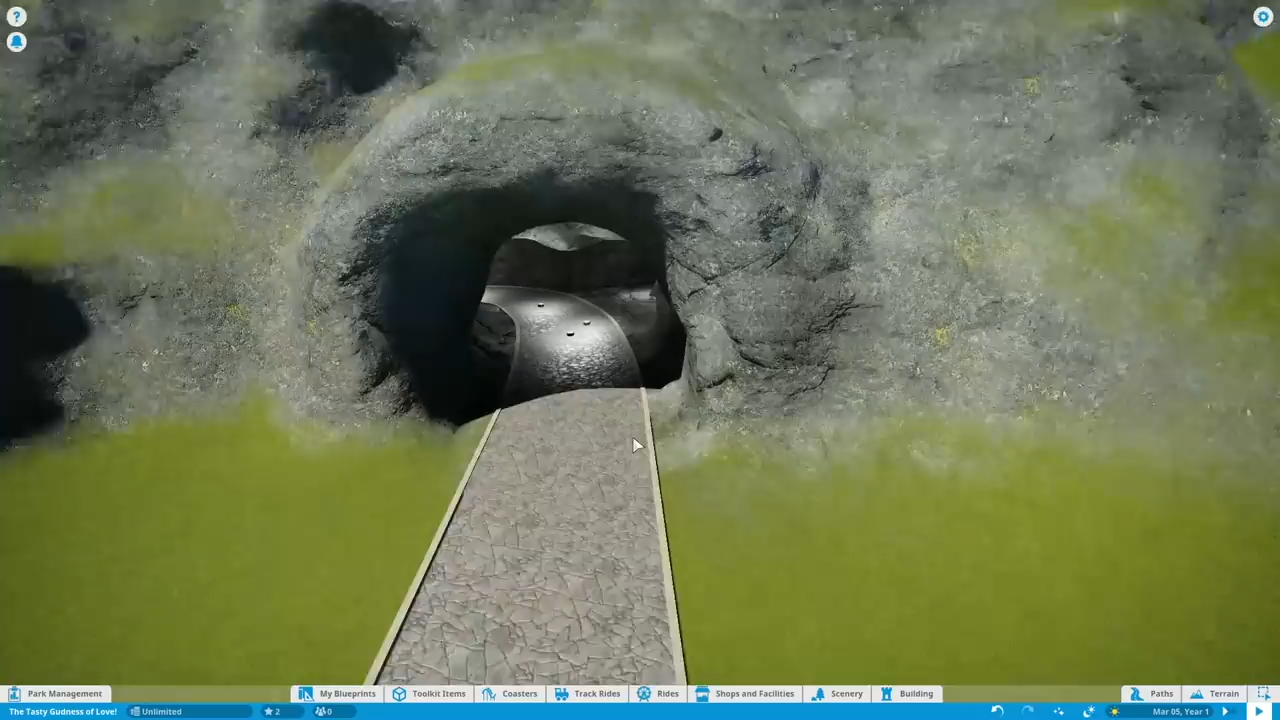 ?
Park Management
My Blueprints
Toolkit Items
Coasters
Track Rides
Rides
Shops and Facilities
Scenery
Building
Paths
Terrain
The Tasty Gudness of Love!
Unlimited
2
0
Mar 05, Year 1